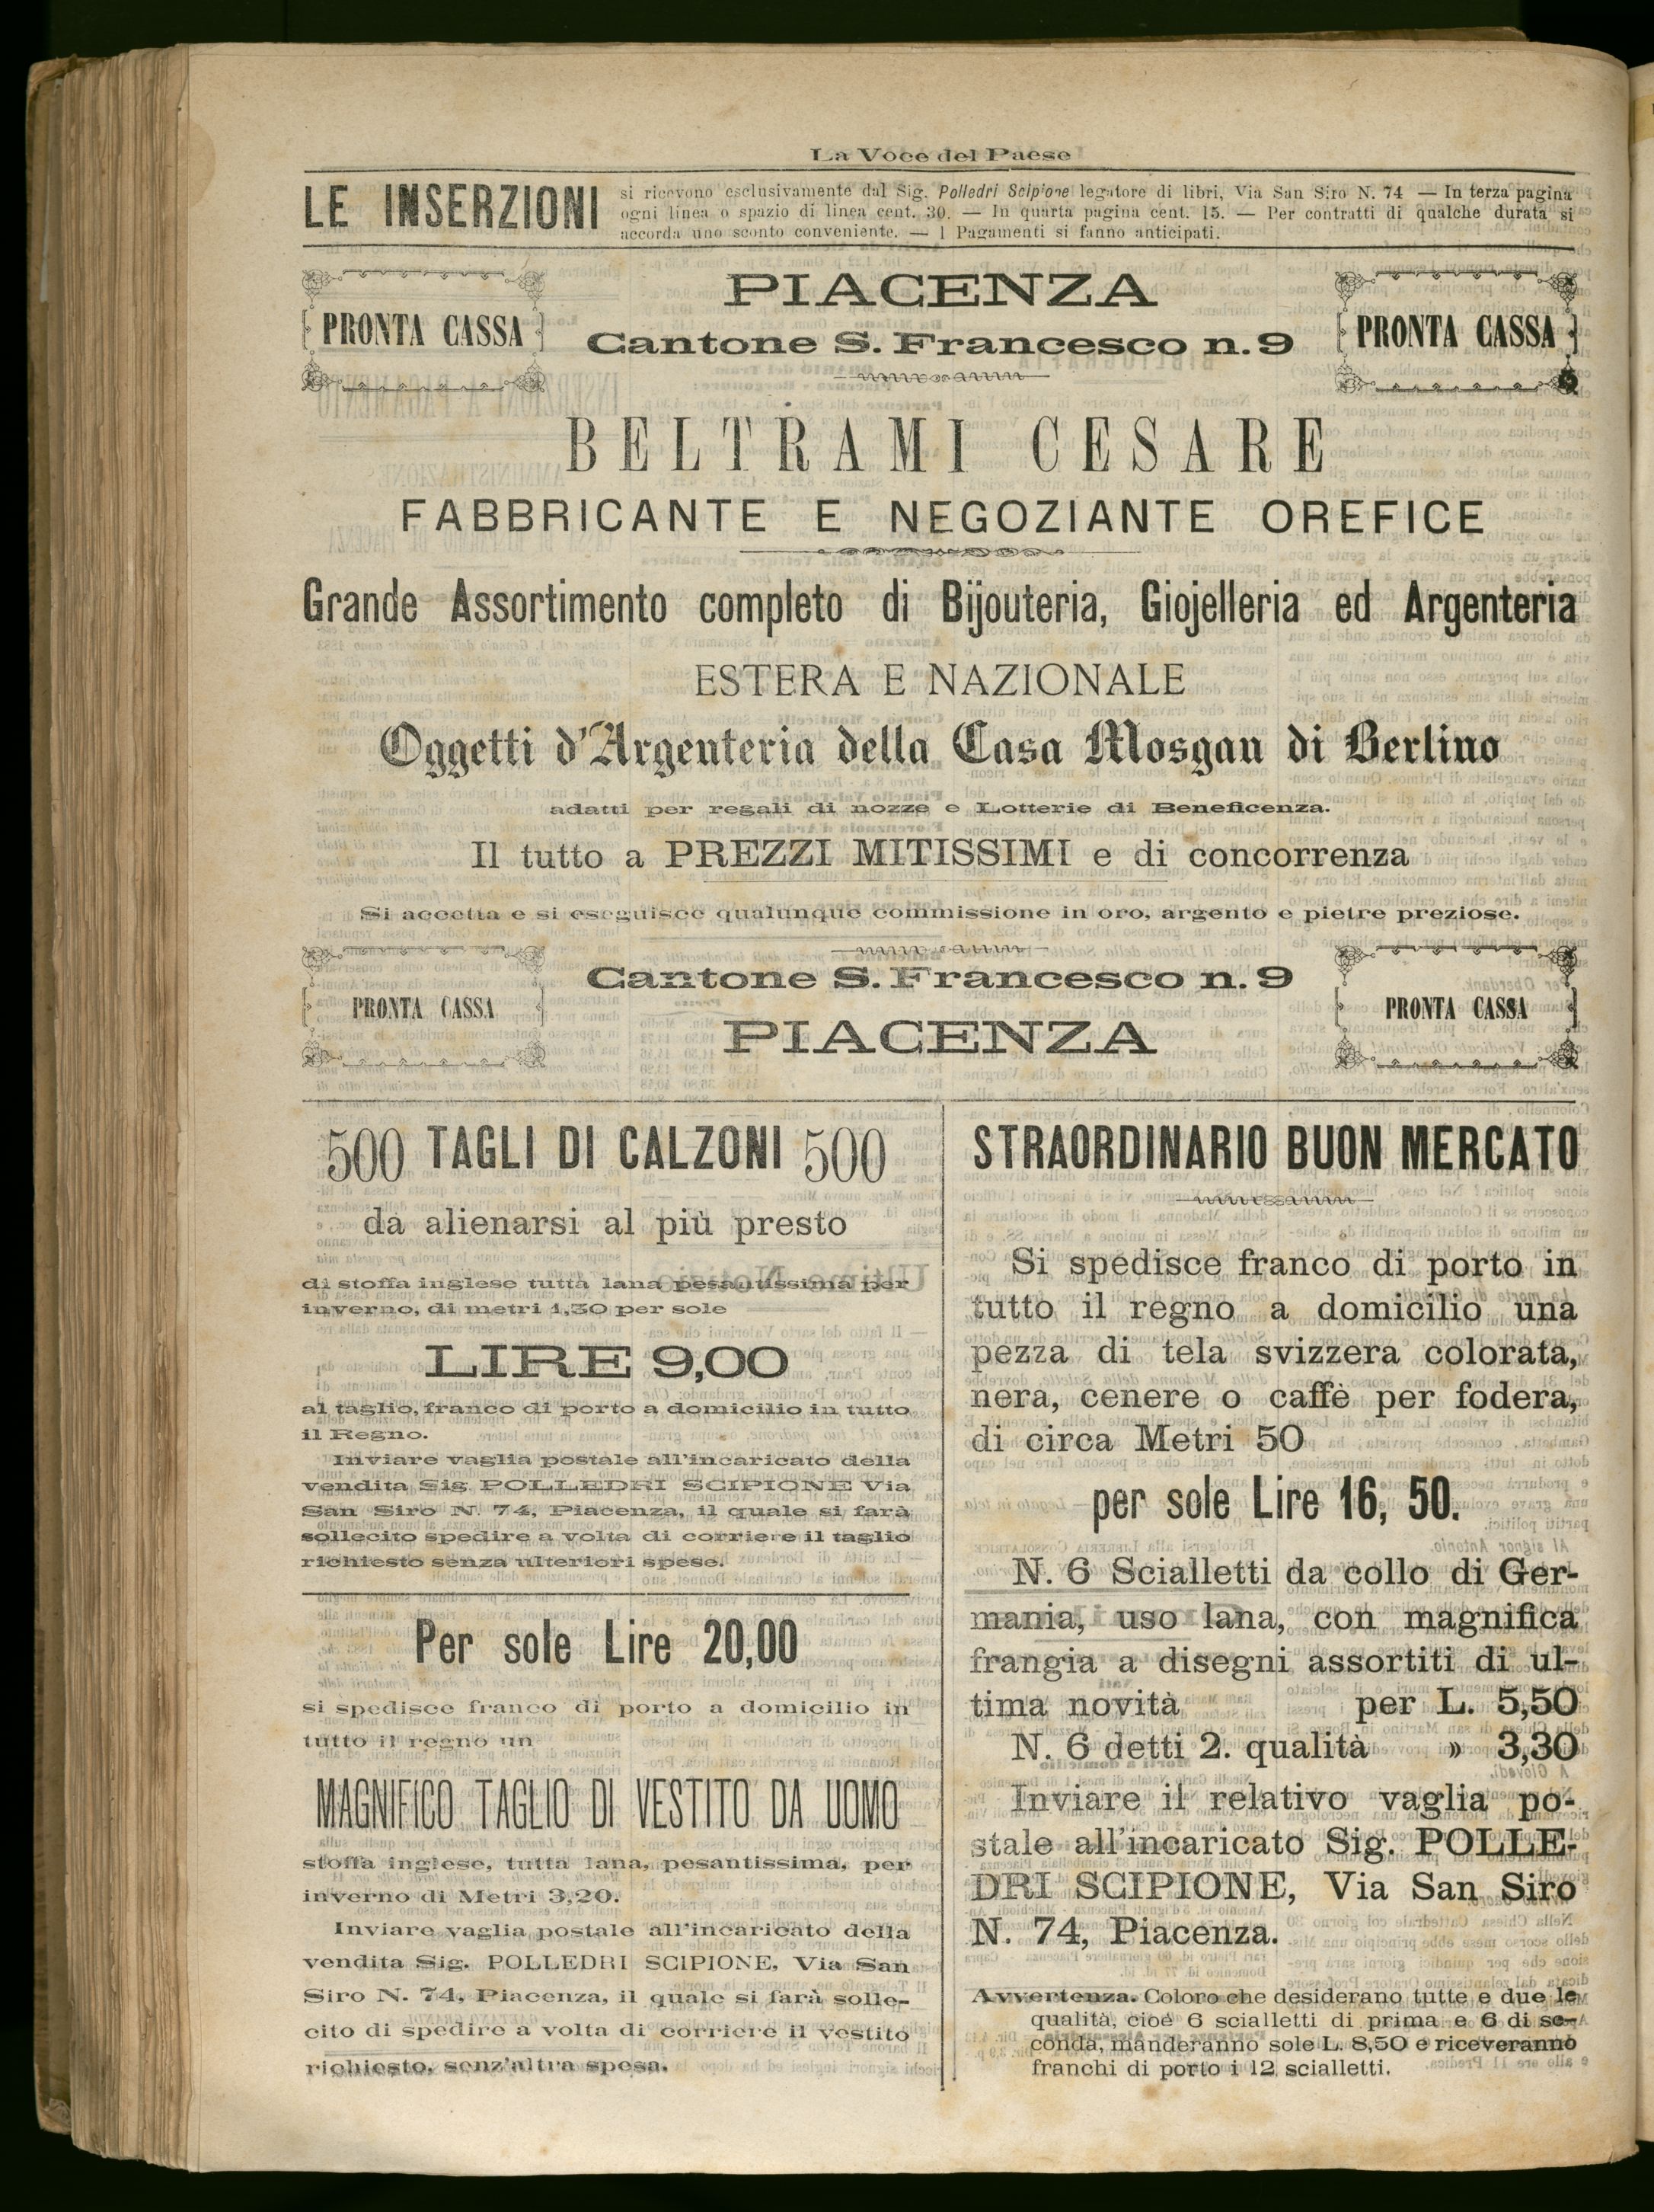 La Voce del Paese
LE INSERZIONI
si ricevono esclusivamente dal Sig. Polledri Scipione legatore di libri, Via San Siro N. 74 — In terza pagina
ogni linea o spazio di linea cent. 30. — In quarta pagina cent. 15. — Per contratti di qualche durata si
accorda uno sconto conveniente. — I Pagamenti si fanno anticipati.
PRONTA CASSA
PIACENZA
Cantone S. Francesco n. 9
PRONTA CASSA
BELTRAMI CESARE
FABBRICANTE E NEGOZIANTE OREFICE
Grande Assortimento completo di Bijouteria, Giojelleria ed Argenteria
ESTERA E NAZIONALE
Oggetti d'Argenteria della Casa Mosgau di Berlino
adatti per regali di nozze e Lotterie di Beneficenza.
Il tutto a PREZZI MITISSIMI e di concorrenza
Si accetta e si eseguisce qualunque commissione in oro, argento e pietre preziose.
PRONTA CASSA
Cantone S. Francesco n. 9
PIACENZA
PRONTA CASSA
500 TAGLI DI CALZONI 500
da alienarsi al più presto
di stoffa inglese tutta lana pesantissima per
inverno, di metri 1,30 per sole
LIRE 9,00
al taglio, franco di porto a domicilio in tutto
il Regno.
Inviare vaglia postale all'incaricato della
vendita Sig POLLEDRI SCIPIONE Via
San Siro N. 74, Piacenza, il quale si farà
sollecito spedire a volta di corriere il taglio
richiesto senza ulteriori spese.
Per sole Lire 20,00
si spedisce franco di porto a domicilio in
tutto il regno un
MAGNIFICO TAGLIO DI VESTITO DA UOMO
stoffa inglese, tutta lana, pesantissima, per
inverno di Metri 3,20.
Inviare vaglia postale all'incaricato della
vendita Sig. POLLEDRI SCIPIONE, Via San
Siro N. 74, Piacenza, il quale si farà solle-
cito di spedire a volta di corriere il vestito
richiesto, senz'altra spesa.
STRAORDINARIO BUON MERCATO
Si spedisce franco di porto in
tutto il regno a domicilio una
pezza di tela svizzera colorata,
nera, cenere o caffè per fodera,
di circa Metri 50
per sole Lire 16, 50.
N. 6 Scialletti da collo di Ger-
mania, uso lana, con magnifica
frangia a disegni assortiti di ul-
tima novità per L. 5,50
N. 6 detti 2. qualità » 3,30
Inviare il relativo vaglia po-
stale all'incaricato Sig. POLLE-
DRI SCIPIONE, Via San Siro
N. 74, Piacenza.
Avvertenza. Coloro che desiderano tutte e due le
qualità, cioè 6 scialletti di prima e 6 di se-
conda, manderanno sole L. 8,50 e riceveranno
franchi di porto i 12 scialletti.